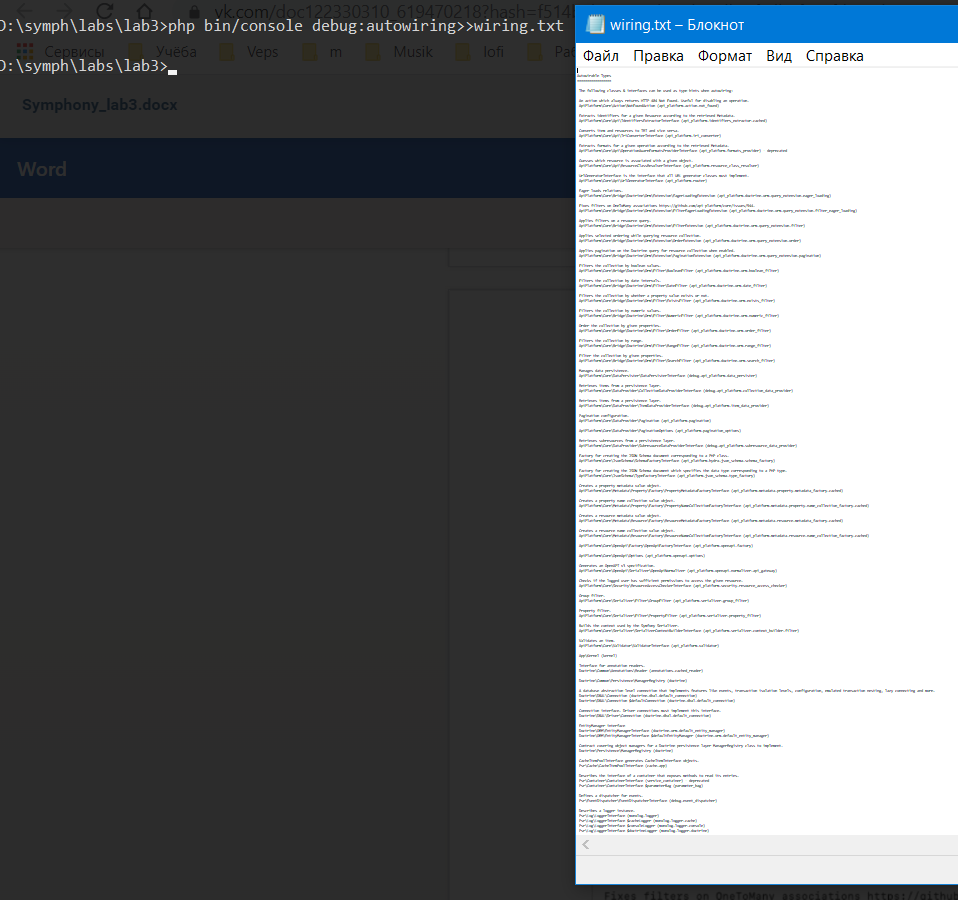 vk.com/doc122330310_619470218?hash=f514
D:\symph\labs\lab3>php bin/console debug:autowiring>>wiring.txt
Сервисы Учёба Veps m Musik lofi
D:\symph\labs\lab3>
Symphony_lab3.docx
Word
wiring.txt – Блокнот
Файл Правка Формат Вид Справка
Autowirable Types
=================
The following classes & interfaces can be used as type-hints when autowiring:
An action which always returns HTTP 404 Not Found. Useful for disabling an operation.
ApiPlatform\Core\Action\NotFoundAction (api_platform.action.not_found)
Extracts identifiers for a given Resource according to the retrieved Metadata.
ApiPlatform\Core\Api\IdentifiersExtractorInterface (api_platform.identifiers_extractor.cached)
Converts item and resources to IRI and vice versa.
ApiPlatform\Core\Api\IriConverterInterface (api_platform.iri_converter)
Extracts formats for a given operation according to the retrieved Metadata.
ApiPlatform\Core\Api\OperationAwareFormatsProviderInterface (api_platform.formats_provider) - deprecated
Guesses which resource is associated with a given object.
ApiPlatform\Core\Api\ResourceClassResolverInterface (api_platform.resource_class_resolver)
UrlGeneratorInterface is the interface that all URL generator classes must implement.
ApiPlatform\Core\Api\UrlGeneratorInterface (api_platform.router)
Eager loads relations.
ApiPlatform\Core\Bridge\Doctrine\Orm\Extension\EagerLoadingExtension (api_platform.doctrine.orm.query_extension.eager_loading)
Fixes filters on OneToMany associations https://github.com/api-platform/core/issues/944.
ApiPlatform\Core\Bridge\Doctrine\Orm\Extension\FilterEagerLoadingExtension (api_platform.doctrine.orm.query_extension.filter_eager_loading)
Applies filters on a resource query.
ApiPlatform\Core\Bridge\Doctrine\Orm\Extension\FilterExtension (api_platform.doctrine.orm.query_extension.filter)
Applies selected ordering while querying resource collection.
ApiPlatform\Core\Bridge\Doctrine\Orm\Extension\OrderExtension (api_platform.doctrine.orm.query_extension.order)
Applies pagination on the Doctrine query for resource collection when enabled.
ApiPlatform\Core\Bridge\Doctrine\Orm\Extension\PaginationExtension (api_platform.doctrine.orm.query_extension.pagination)
Filters the collection by boolean values.
ApiPlatform\Core\Bridge\Doctrine\Orm\Filter\BooleanFilter (api_platform.doctrine.orm.boolean_filter)
Filters the collection by date intervals.
ApiPlatform\Core\Bridge\Doctrine\Orm\Filter\DateFilter (api_platform.doctrine.orm.date_filter)
Filters the collection by whether a property value exists or not.
ApiPlatform\Core\Bridge\Doctrine\Orm\Filter\ExistsFilter (api_platform.doctrine.orm.exists_filter)
Filters the collection by numeric values.
ApiPlatform\Core\Bridge\Doctrine\Orm\Filter\NumericFilter (api_platform.doctrine.orm.numeric_filter)
Order the collection by given properties.
ApiPlatform\Core\Bridge\Doctrine\Orm\Filter\OrderFilter (api_platform.doctrine.orm.order_filter)
Filters the collection by range.
ApiPlatform\Core\Bridge\Doctrine\Orm\Filter\RangeFilter (api_platform.doctrine.orm.range_filter)
Filter the collection by given properties.
ApiPlatform\Core\Bridge\Doctrine\Orm\Filter\SearchFilter (api_platform.doctrine.orm.search_filter)
Manages data persistence.
ApiPlatform\Core\DataPersister\DataPersisterInterface (debug.api_platform.data_persister)
Retrieves items from a persistence layer.
ApiPlatform\Core\DataProvider\CollectionDataProviderInterface (debug.api_platform.collection_data_provider)
Retrieves items from a persistence layer.
ApiPlatform\Core\DataProvider\ItemDataProviderInterface (debug.api_platform.item_data_provider)
Pagination configuration.
ApiPlatform\Core\DataProvider\Pagination (api_platform.pagination)
ApiPlatform\Core\DataProvider\PaginationOptions (api_platform.pagination_options)
Retrieves subresources from a persistence layer.
ApiPlatform\Core\DataProvider\SubresourceDataProviderInterface (debug.api_platform.subresource_data_provider)
Factory for creating the JSON Schema document corresponding to a PHP class.
ApiPlatform\Core\JsonSchema\SchemaFactoryInterface (api_platform.hydra.json_schema.schema_factory)
Factory for creating the JSON Schema document which specifies the data type corresponding to a PHP type.
ApiPlatform\Core\JsonSchema\TypeFactoryInterface (api_platform.json_schema.type_factory)
Creates a property metadata value object.
ApiPlatform\Core\Metadata\Property\Factory\PropertyMetadataFactoryInterface (api_platform.metadata.property.metadata_factory.cached)
Creates a property name collection value object.
ApiPlatform\Core\Metadata\Property\Factory\PropertyNameCollectionFactoryInterface (api_platform.metadata.property.name_collection_factory.cached)
Creates a resource metadata value object.
ApiPlatform\Core\Metadata\Resource\Factory\ResourceMetadataFactoryInterface (api_platform.metadata.resource.metadata_factory.cached)
Creates a resource name collection value object.
ApiPlatform\Core\Metadata\Resource\Factory\ResourceNameCollectionFactoryInterface (api_platform.metadata.resource.name_collection_factory.cached)
ApiPlatform\Core\OpenApi\Factory\OpenApiFactoryInterface (api_platform.openapi.factory)
ApiPlatform\Core\OpenApi\Options (api_platform.openapi.options)
Generates an OpenAPI v3 specification.
ApiPlatform\Core\OpenApi\Serializer\OpenApiNormalizer (api_platform.openapi.normalizer.api_gateway)
Checks if the logged user has sufficient permissions to access the given resource.
ApiPlatform\Core\Security\ResourceAccessCheckerInterface (api_platform.security.resource_access_checker)
Group filter.
ApiPlatform\Core\Serializer\Filter\GroupFilter (api_platform.serializer.group_filter)
Property filter.
ApiPlatform\Core\Serializer\Filter\PropertyFilter (api_platform.serializer.property_filter)
Builds the context used by the Symfony Serializer.
ApiPlatform\Core\Serializer\SerializerContextBuilderInterface (api_platform.serializer.context_builder.filter)
Validates an item.
ApiPlatform\Core\Validator\ValidatorInterface (api_platform.validator)
App\Kernel (kernel)
Interface for annotation readers.
Doctrine\Common\Annotations\Reader (annotations.cached_reader)
Doctrine\Common\Persistence\ManagerRegistry (doctrine)
A database abstraction-level connection that implements features like events, transaction isolation levels, configuration, emulated transaction nesting, lazy connecting and more.
Doctrine\DBAL\Connection (doctrine.dbal.default_connection)
Doctrine\DBAL\Connection $defaultConnection (doctrine.dbal.default_connection)
Connection interface. Driver connections must implement this interface.
Doctrine\DBAL\Driver\Connection (doctrine.dbal.default_connection)
EntityManager interface
Doctrine\ORM\EntityManagerInterface (doctrine.orm.default_entity_manager)
Doctrine\ORM\EntityManagerInterface $defaultEntityManager (doctrine.orm.default_entity_manager)
Contract covering object managers for a Doctrine persistence layer ManagerRegistry class to implement.
Doctrine\Persistence\ManagerRegistry (doctrine)
CacheItemPoolInterface generates CacheItemInterface objects.
Psr\Cache\CacheItemPoolInterface (cache.app)
Describes the interface of a container that exposes methods to read its entries.
Psr\Container\ContainerInterface (service_container) - deprecated
Psr\Container\ContainerInterface $parameterBag (parameter_bag)
Defines a dispatcher for events.
Psr\EventDispatcher\EventDispatcherInterface (debug.event_dispatcher)
Describes a logger instance.
Psr\Log\LoggerInterface (monolog.logger)
Psr\Log\LoggerInterface $cacheLogger (monolog.logger.cache)
Psr\Log\LoggerInterface $consoleLogger (monolog.logger.console)
Psr\Log\LoggerInterface $doctrineLogger (monolog.logger.doctrine)
Fixes filters on OneToMany associations https://github